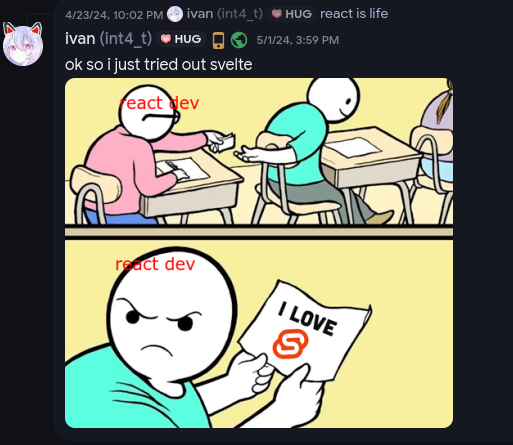 4/23/24, 10:02 PM ivan (int4_t) HUG react is life
ivan (int4_t) HUG 5/1/24, 3:59 PM
ok so i just tried out svelte
react dev
react dev
I LOVE